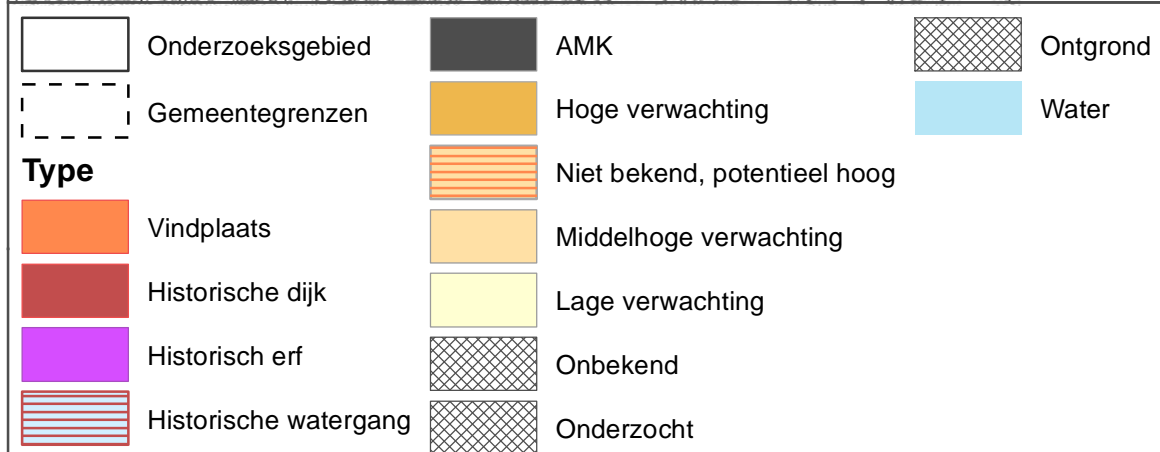 Onderzoeksgebied
Gemeentegrenzen
Type
Vindplaats
Historische dijk
Historisch erf
Historische watergang
AMK
Hoge verwachting
Niet bekend, potentieel hoog
Middelhoge verwachting
Lage verwachting
Onbekend
Onderzocht
Ontgrond
Water